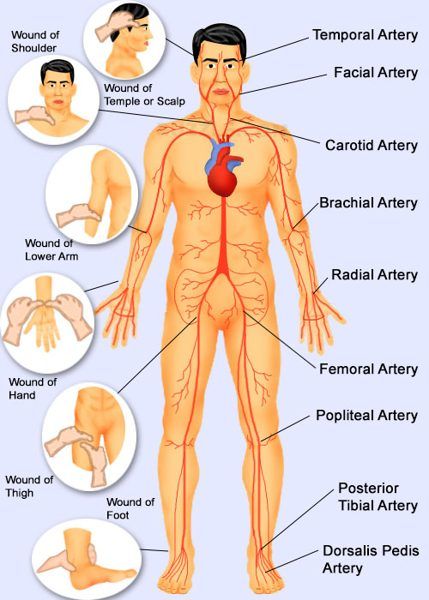 Wound of
Shoulder
Wound of
Temple or Scalp
Wound of
Lower Arm
Wound of
Hand
Wound of
Thigh
Wound of
Foot
Temporal Artery
Facial Artery
Carotid Artery
Brachial Artery
Radial Artery
Femoral Artery
Popliteal Artery
Posterior
Tibial Artery
Dorsalis Pedis
Artery